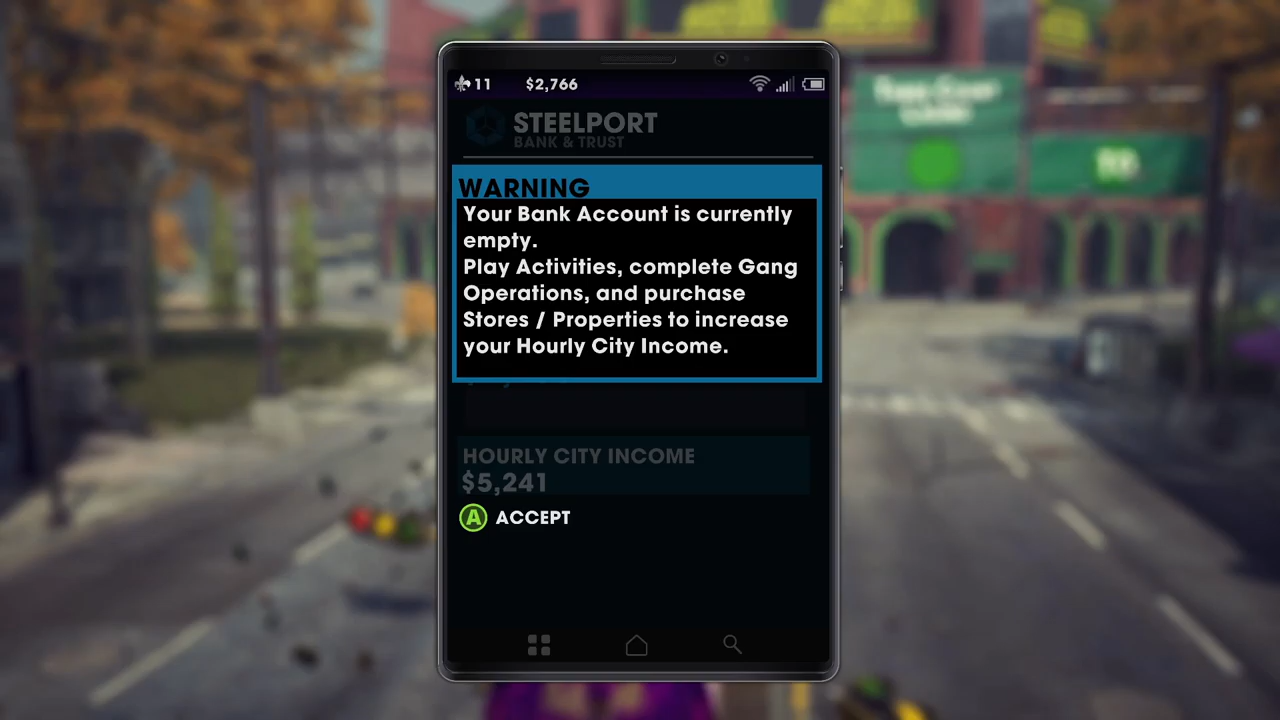 11 $2,766
STEELPORT
BANK & TRUST
WARNING
Your Bank Account is currently
empty.
Play Activities, complete Gang
Operations, and purchase
Stores / Properties to increase
your Hourly City Income.
HOURLY CITY INCOME
$5,241
A ACCEPT